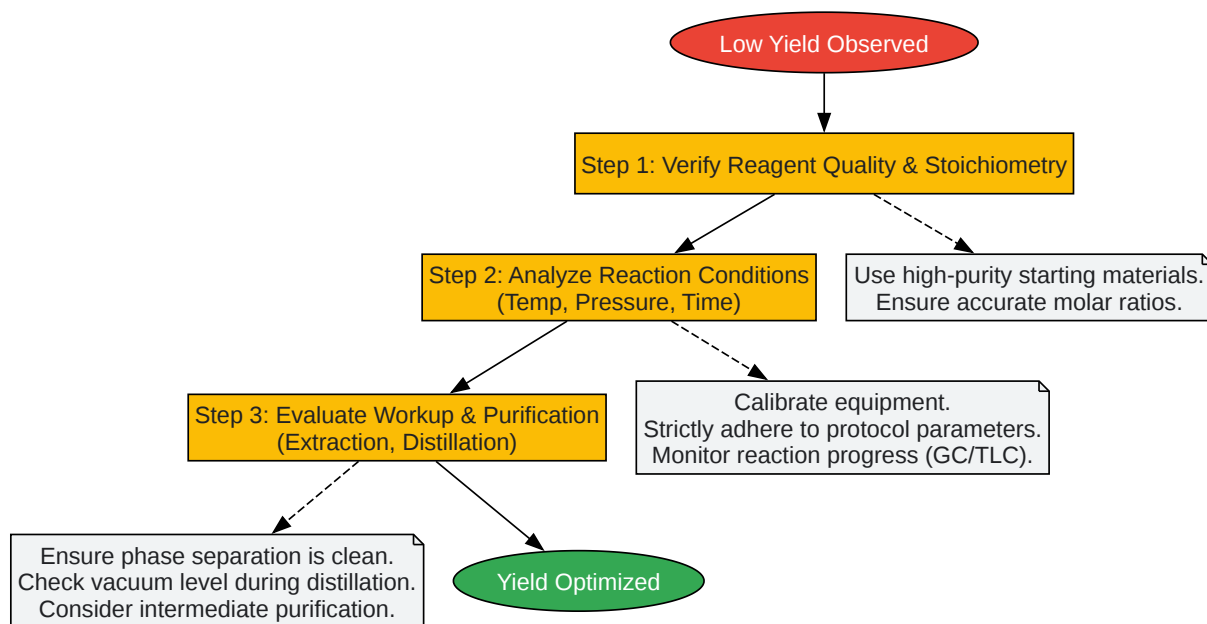 Low Yield Observed
Step 1: Verify Reagent Quality & Stoichiometry
Step 2: Analyze Reaction Conditions
(Temp, Pressure, Time)
Use high-purity starting materials.
Ensure accurate molar ratios.
Step 3: Evaluate Workup & Purification
(Extraction, Distillation)
Calibrate equipment.
Strictly adhere to protocol parameters.
Monitor reaction progress (GC/TLC).
Ensure phase separation is clean.
Check vacuum level during distillation.
Consider intermediate purification.
Yield Optimized